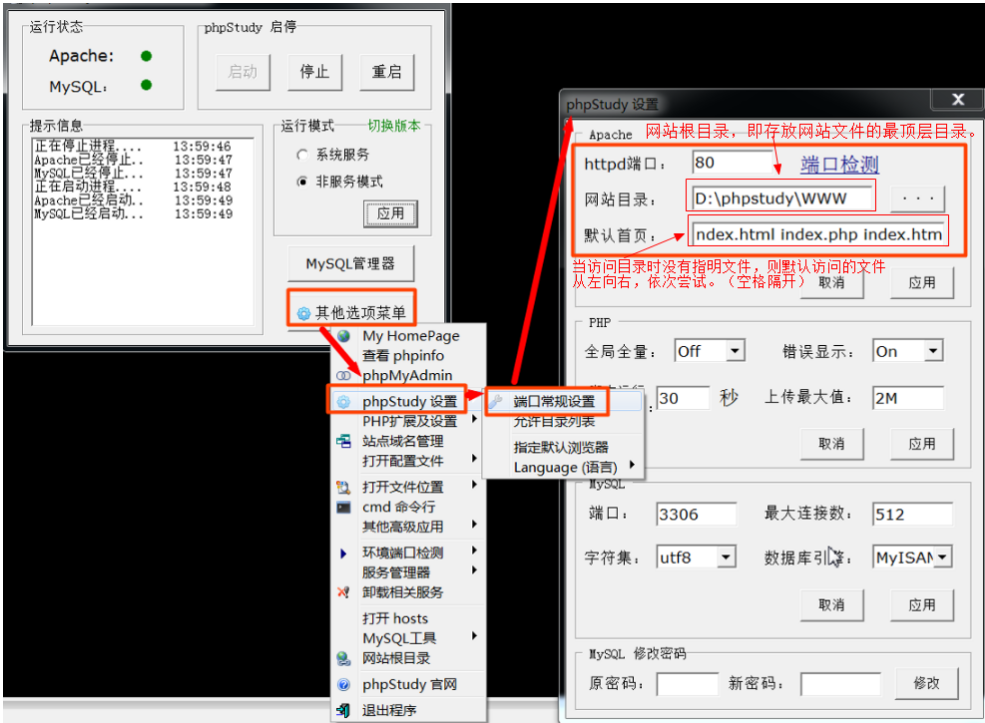 运行状态
Apache:
MySQL:
phpStudy 启停
启动
停止
重启
提示信息
正在停止进程.... 13:59:46
Apache已经停止.. 13:59:47
MySQL已经停止... 13:59:47
正在启动进程.... 13:59:48
Apache已经启动.. 13:59:49
MySQL已经启动... 13:59:49
运行模式
切换版本
系统服务
非服务模式
应用
MySQL管理器
其他选项菜单
My HomePage
查看 phpinfo
phpMyAdmin
phpStudy 设置
PHP扩展及设置
站点域名管理
打开配置文件
打开文件位置
cmd 命令行
其他高级应用
环境端口检测
服务管理器
卸载相关服务
打开 hosts
MySQL工具
网站根目录
phpStudy 官网
退出程序
端口常规设置
允许目录列表
指定默认浏览器
Language (语言)
phpStudy 设置
X
Apache
网站根目录，即存放网站文件的最顶层目录。
httpd端口:
80
端口检测
网站目录:
D:\phpstudy\WWW
...
默认首页:
ndex.html index.php index.htm
当访问目录时没有指明文件，则默认访问的文件
从左向右，依次尝试。（空格隔开）
取消
应用
PHP
全局全量:
Off
错误显示:
On
30
秒
上传最大值:
2M
取消
应用
MySQL
端口:
3306
最大连接数:
512
字符集:
utf8
数据库引擎:
MyISAM
取消
应用
MySQL 修改密码
原密码:
新密码:
修改